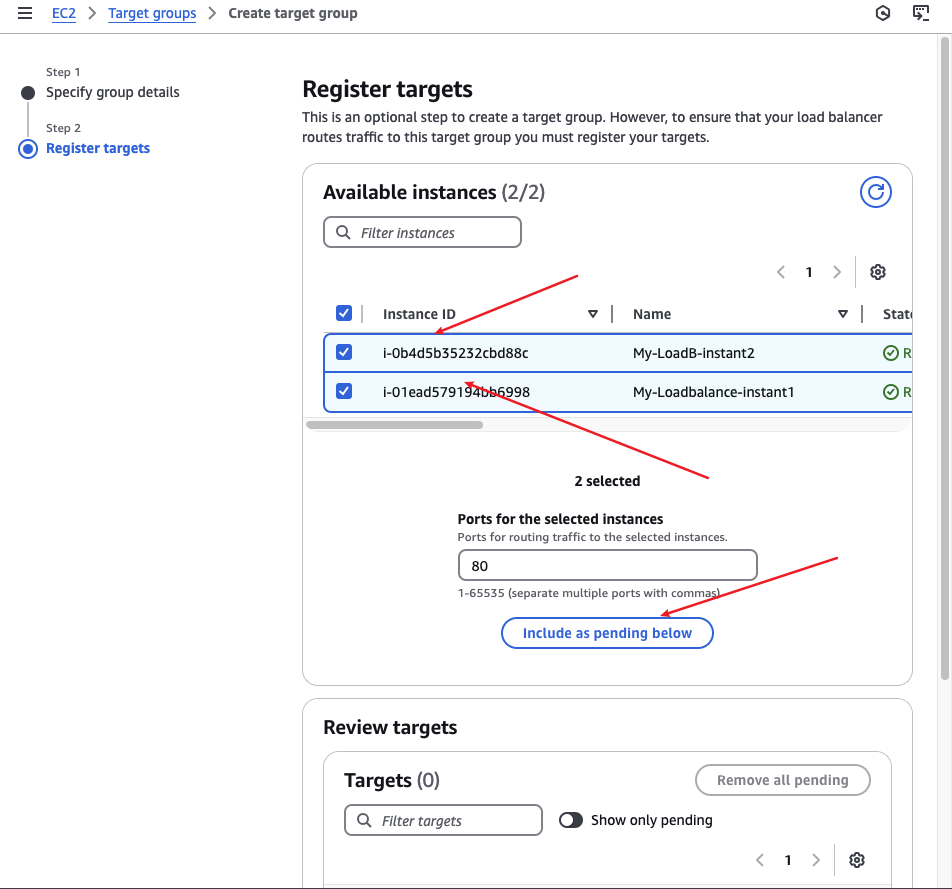 EC2 > Target groups > Create target group
Step 1
Specify group details
Step 2
Register targets
Register targets
This is an optional step to create a target group. However, to ensure that your load balancer
routes traffic to this target group you must register your targets.
Available instances (2/2)
Filter instances
1
Instance ID Name State
i-0b4d5b35232cbd88c My-LoadB-instant2 R
i-01ead579194bb6998 My-Loadbalance-instant1 R
2 selected
Ports for the selected instances
Ports for routing traffic to the selected instances.
80
1-65535 (separate multiple ports with commas)
Include as pending below
Review targets
Targets (0) Remove all pending
Filter targets Show only pending
1